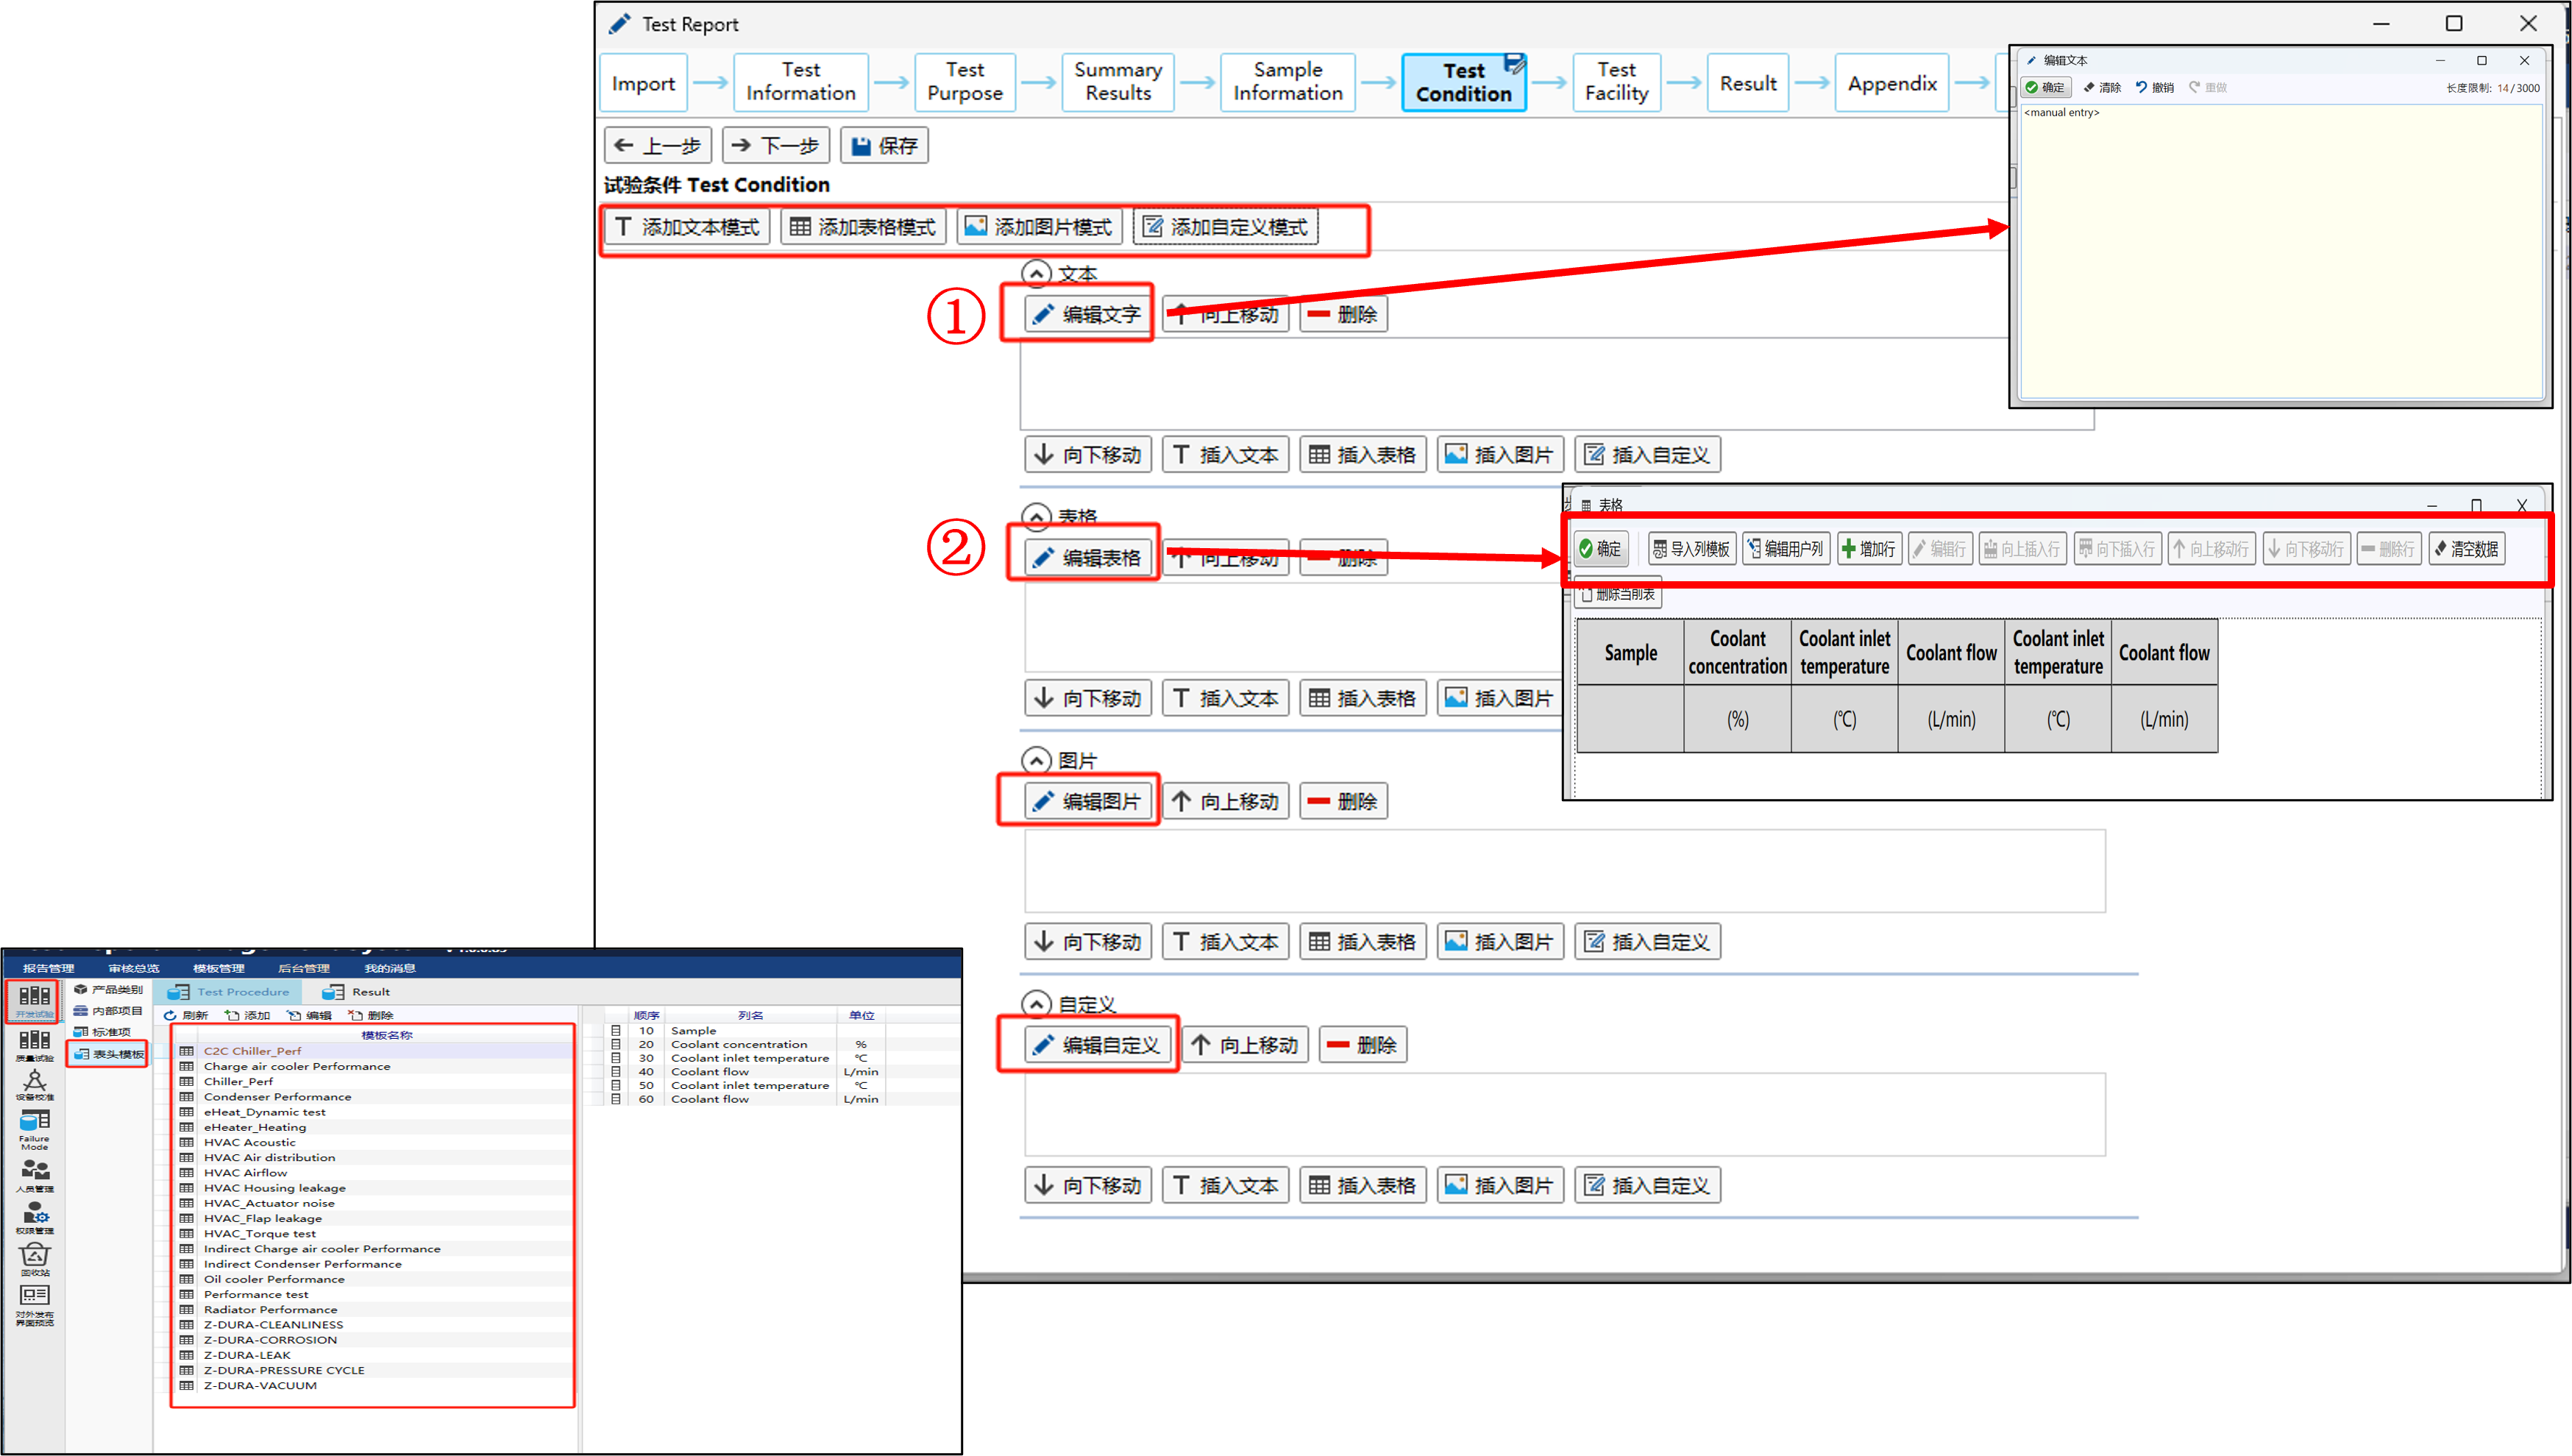 Test Report
Import
Test Information
Test Purpose
Summary Results
Sample Information
Test Condition
Test Facility
Result
Appendix
上一步 下一步 保存
试验条件 Test Condition
添加文本模式 添加表格模式 添加图片模式 添加自定义模式
文本
① 编辑文字 向上移动 删除
向下移动 插入文本 插入表格 插入图片 插入自定义
表格
② 编辑表格 向上移动 删除
向下移动 插入文本 插入表格 插入图片
图片
编辑图片 向上移动 删除
向下移动 插入文本 插入表格 插入图片 插入自定义
自定义
编辑自定义 向上移动 删除
向下移动 插入文本 插入表格 插入图片 插入自定义
编辑文本
确定 清除 撤销 重做 长度限制: 14/3000
<manual entry>
表格
确定 导入列模板 编辑用户列 增加行 编辑行 向上插入行 向下插入行 向上移动行 向下移动行 删除行 清空数据
删除当前表
Sample Coolant concentration Coolant inlet temperature Coolant flow Coolant inlet temperature Coolant flow
(%) (℃) (L/min) (℃) (L/min)
报告管理 审核总览 模板管理 后台管理 我的消息
开发试验
质量试验
设备校准
Failure Mode
人员管理
权限管理
回收站
对外发布
界面预览
产品类别
内部项目
标准项
表头模板
Test Procedure Result
刷新 添加 编辑 删除
模板名称
C2C Chiller_Perf
Charge air cooler Performance
Chiller_Perf
Condenser Performance
eHeat_Dynamic test
eHeater_Heating
HVAC Acoustic
HVAC Air distribution
HVAC Airflow
HVAC Housing leakage
HVAC_Actuator noise
HVAC_Flap leakage
HVAC_Torque test
Indirect Charge air cooler Performance
Indirect Condenser Performance
Oil cooler Performance
Performance test
Radiator Performance
Z-DURA-CLEANLINESS
Z-DURA-CORROSION
Z-DURA-LEAK
Z-DURA-PRESSURE CYCLE
Z-DURA-VACUUM
顺序 列名 单位
10 Sample
20 Coolant concentration %
30 Coolant inlet temperature ℃
40 Coolant flow L/min
50 Coolant inlet temperature ℃
60 Coolant flow L/min